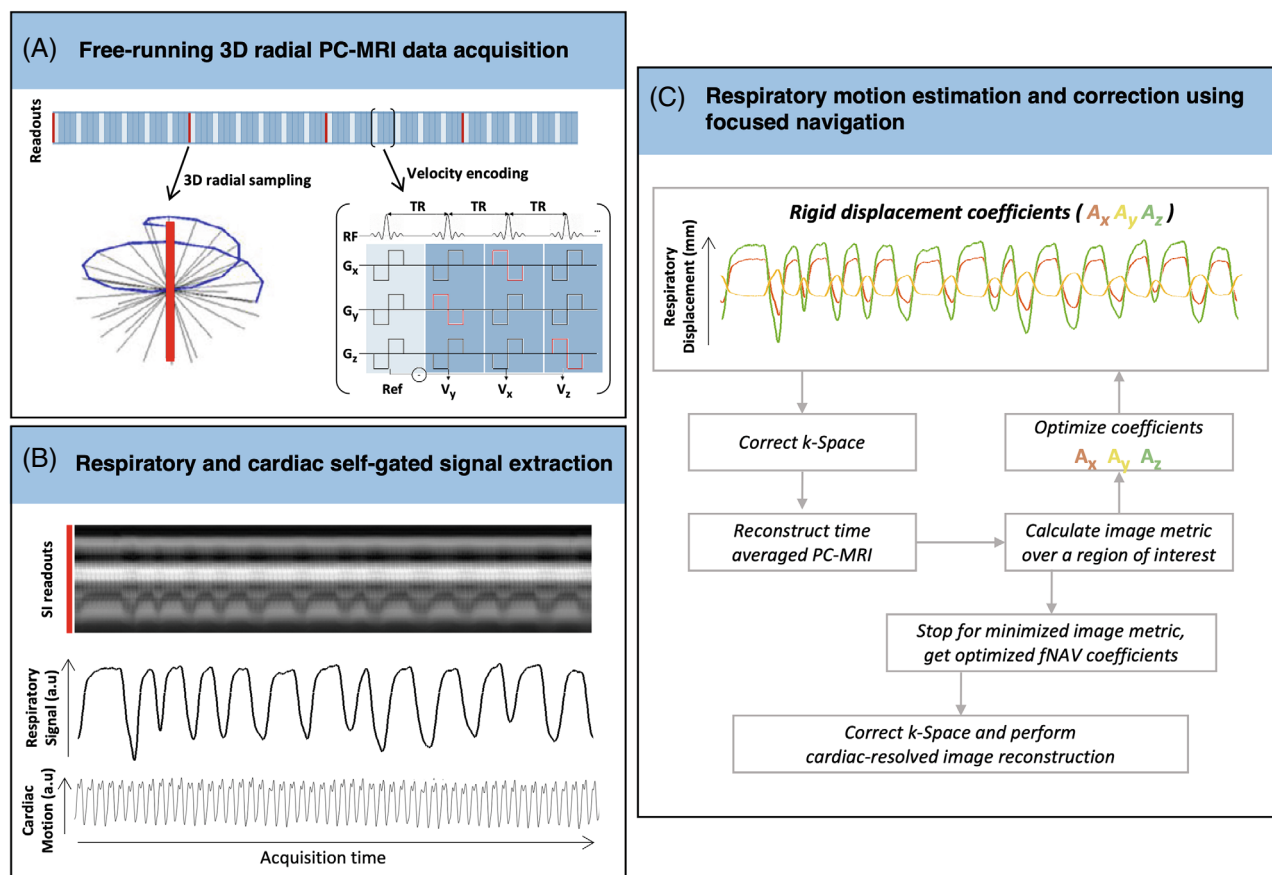 (A) Free-running 3D radial PC-MRI data acquisition
Readouts
3D radial sampling
Velocity encoding
TR TR TR
RF
...
Gx
Gy
Gz
-
Ref Vy Vx Vz
(B) Respiratory and cardiac self-gated signal extraction
SI readouts
Respiratory
Signal (a.u)
Cardiac
Motion (a.u)
Acquisition time
(C) Respiratory motion estimation and correction using
focused navigation
Rigid displacement coefficients ( Ax Ay Az )
Respiratory
Displacement (mm)
Correct k-Space
Optimize coefficients
Ax Ay Az
Reconstruct time
averaged PC-MRI
Calculate image metric
over a region of interest
Stop for minimized image metric,
get optimized fNAV coefficients
Correct k-Space and perform
cardiac-resolved image reconstruction